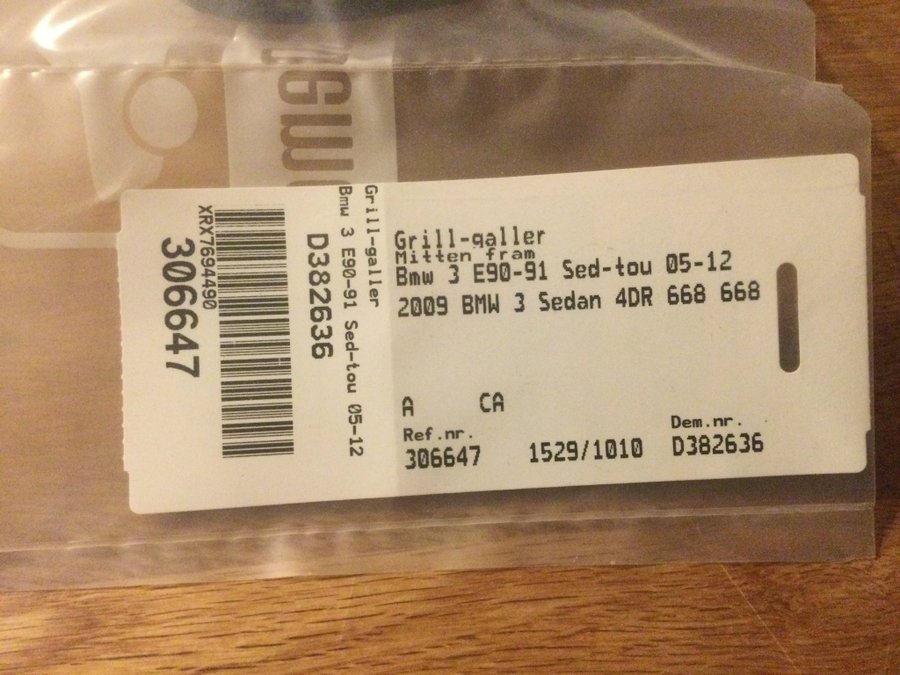 Grill-galler
Mitten fram
Bmw 3 E90-91 Sed-tou 05-12
2009 BMW 3 Sedan 4DR 668 668
A CA
Ref.nr. Dem.nr.
306647 1529/1010 D382636
Grill-galler
Bmw 3 E90-91 Sed-tou 05-12
D382636
XRX7694490
306647